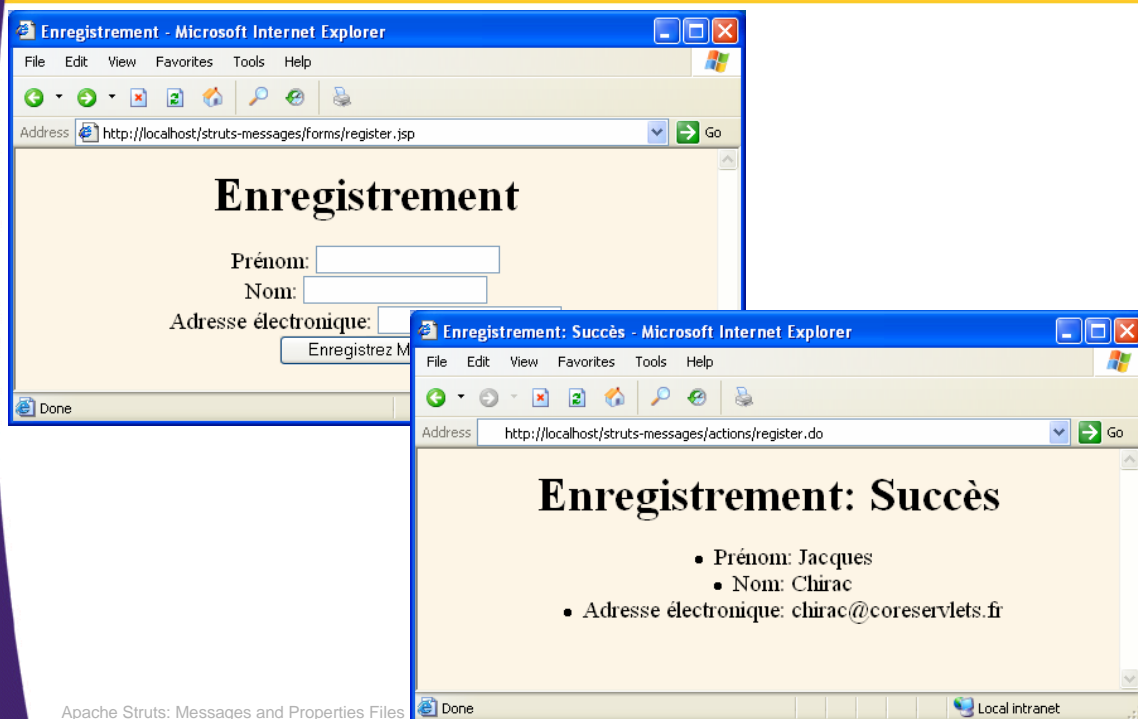 Enregistrement - Microsoft Internet Explorer
File Edit View Favorites Tools Help
Address http://localhost/struts-messages/forms/register.jsp Go
Enregistrement
Prénom:
Nom:
Adresse électronique:
Enregistrez M
Done
Enregistrement: Succès - Microsoft Internet Explorer
File Edit View Favorites Tools Help
Address http://localhost/struts-messages/actions/register.do Go
Enregistrement: Succès
• Prénom: Jacques
• Nom: Chirac
• Adresse électronique: chirac@coreservlets.fr
Done Local intranet
Apache Struts: Messages and Properties Files